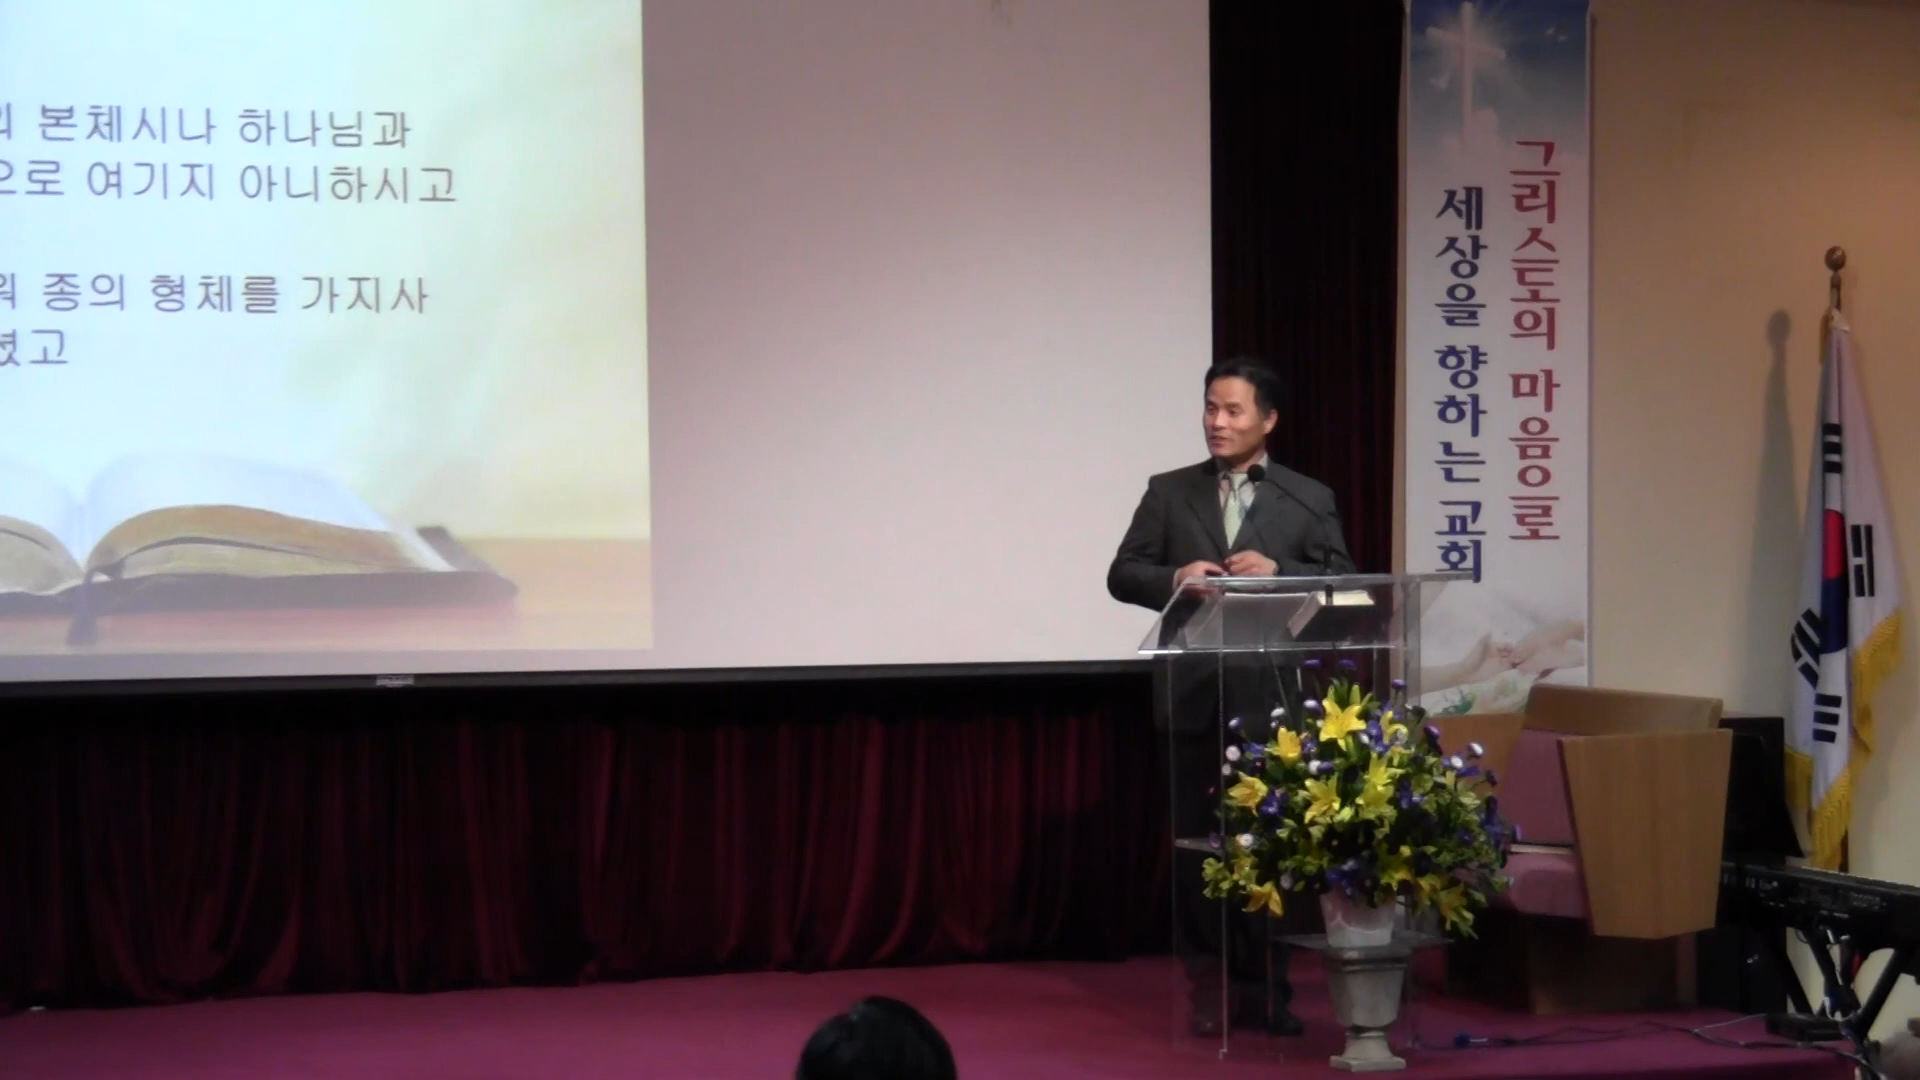 본체시나 하나님과
으로 여기지 아니하시고
종의 형체를 가지사
셨고
그리스도의 마음으로
세상을 향하는 교회